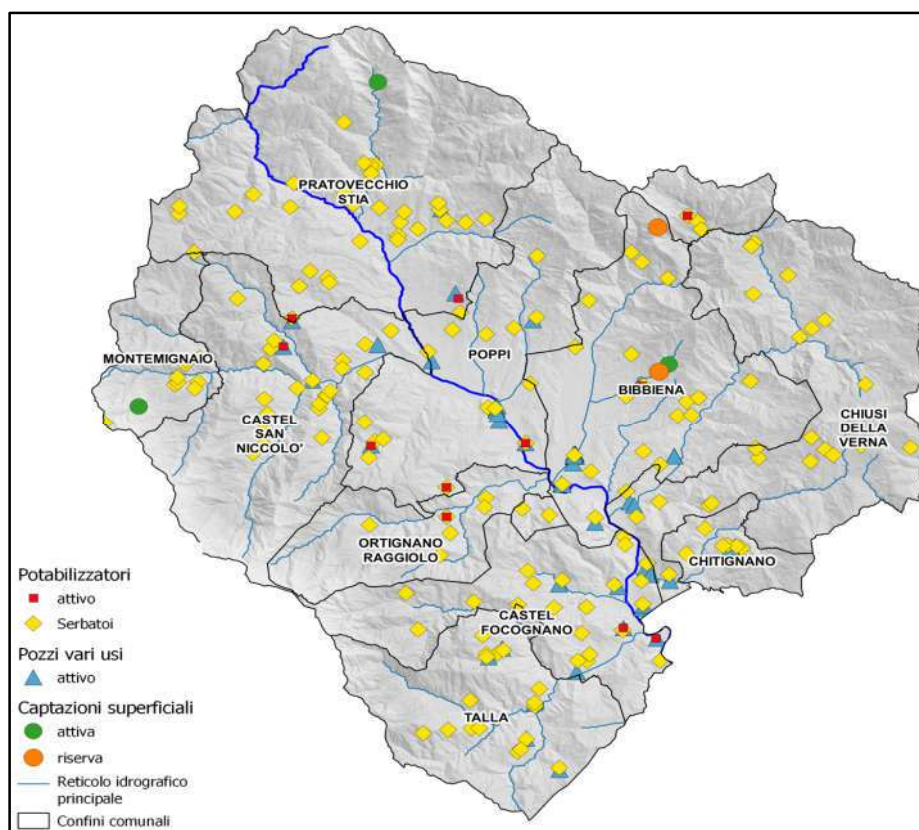 PRATOVECCHIO
STIA
MONTEMIGNAIO
POPPI
BIBBIENA
CASTEL
SAN
NICCOLO'
CHIUSI
DELLA
VERNA
ORTIGNANO
RAGGIOLO
CHITIGNANO
CASTEL
FOCOGNANO
TALLA
Potabilizzatori
attivo
Serbatoi
Pozzi vari usi
attivo
Captazioni superficiali
attiva
riserva
Reticolo idrografico
principale
Confini comunali